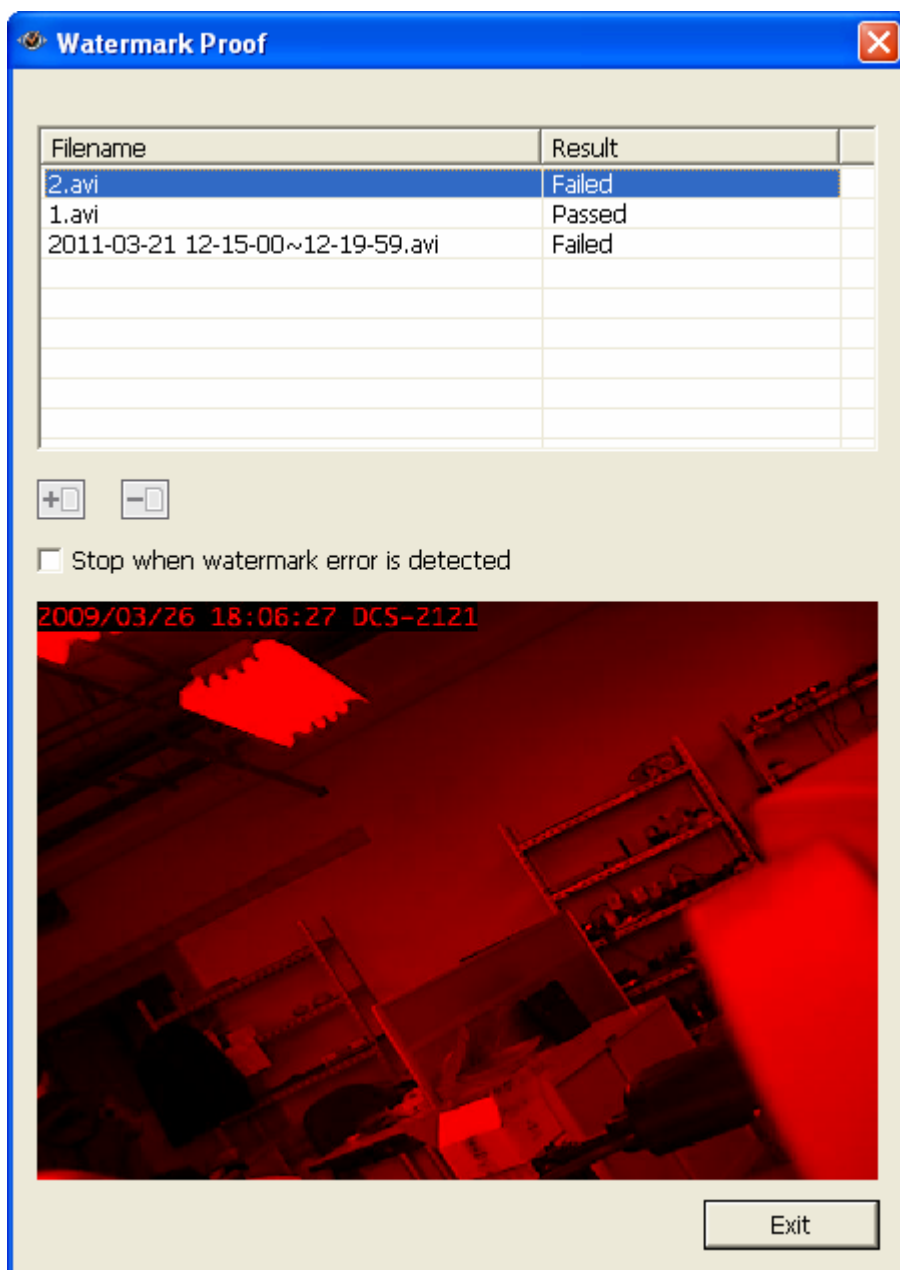 Watermark Proof
Filename Result
2.avi Failed
1.avi Passed
2011-03-21 12-15-00~12-19-59.avi Failed
Stop when watermark error is detected
2009/03/26 18:06:27 DCS-2121
Exit